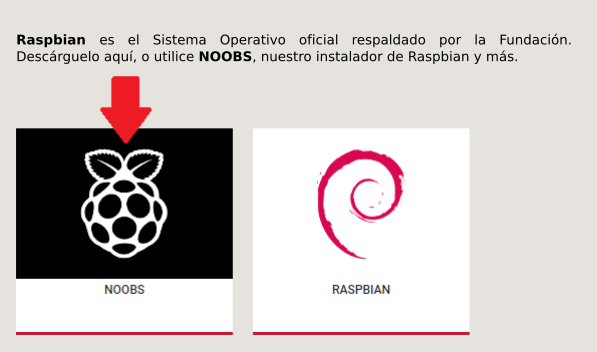 Raspbian es el Sistema Operativo oficial respaldado por la Fundación.
Descárguelo aquí, o utilice NOOBS, nuestro instalador de Raspbian y más.
NOOBS
RASPBIAN